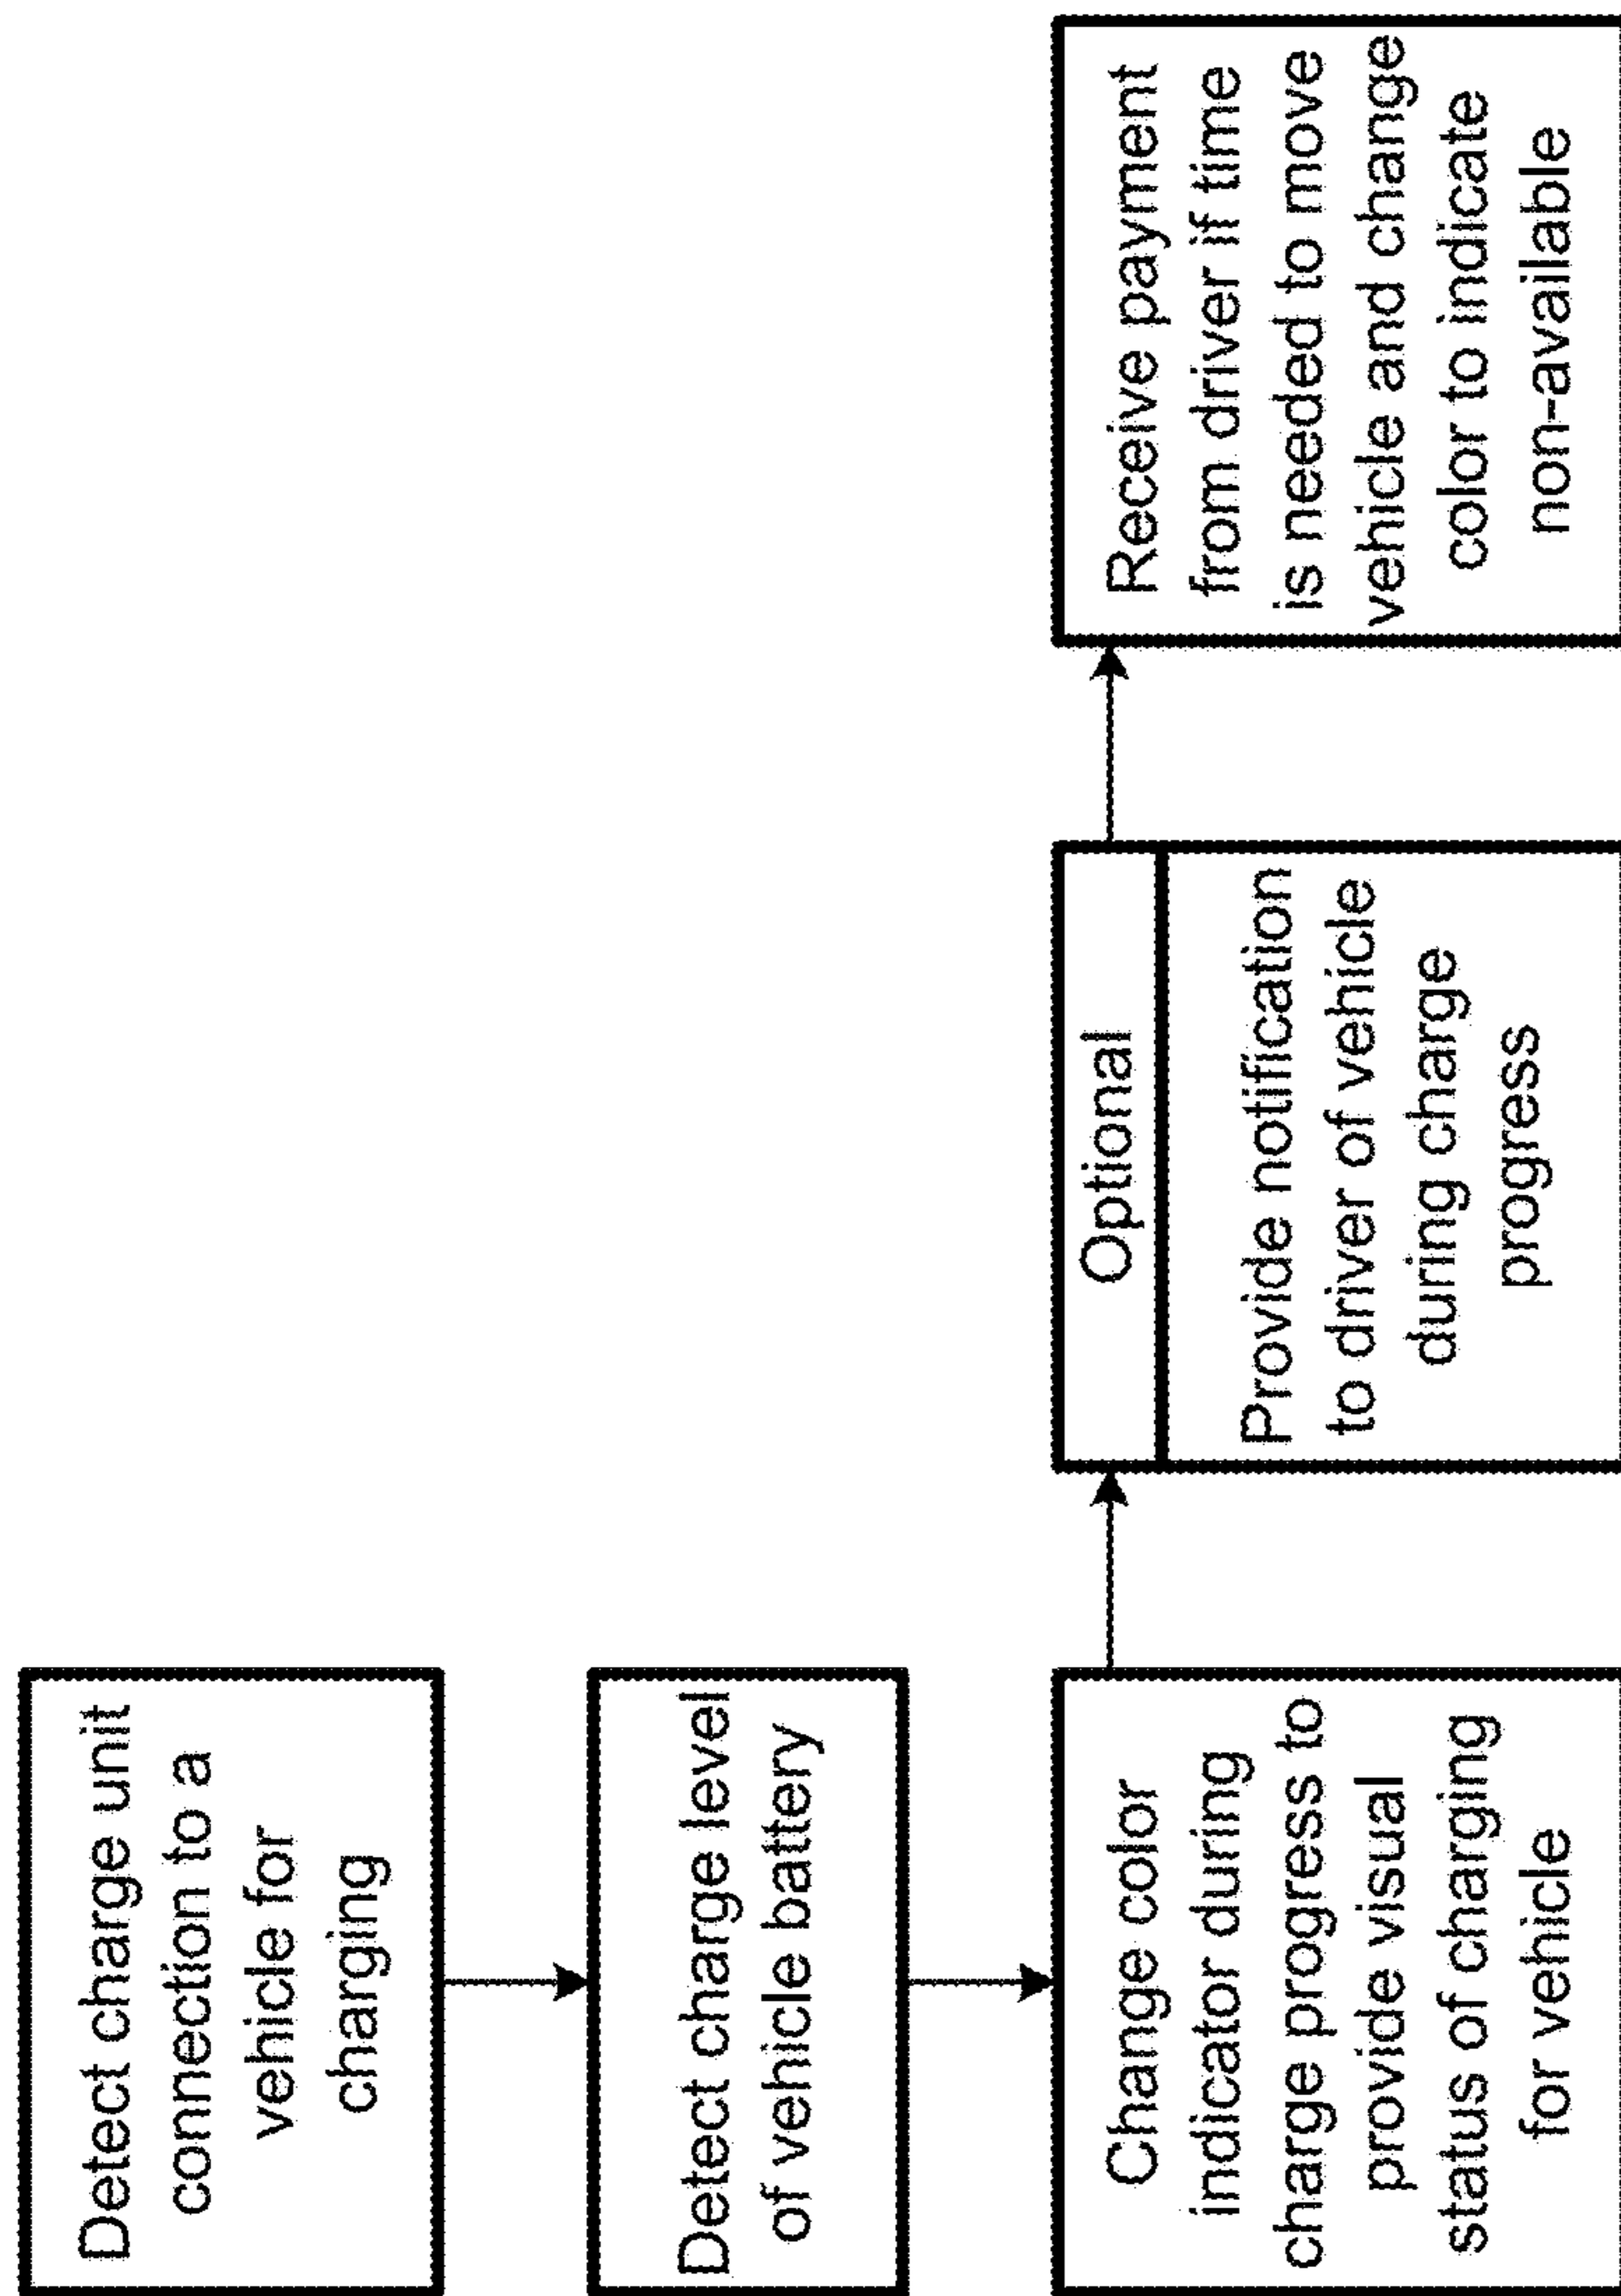 Detect charge unit
connection to a
vehicle for
charging
Detect charge level
of vehicle battery
Change color
indicator during
charge progress to
provide visual
status of charging
for vehicle
Optional
Provide notification
to driver of vehicle
during charge
progress
Receive payment
from driver if time
is needed to move
vehicle and change
color to indicate
non-available